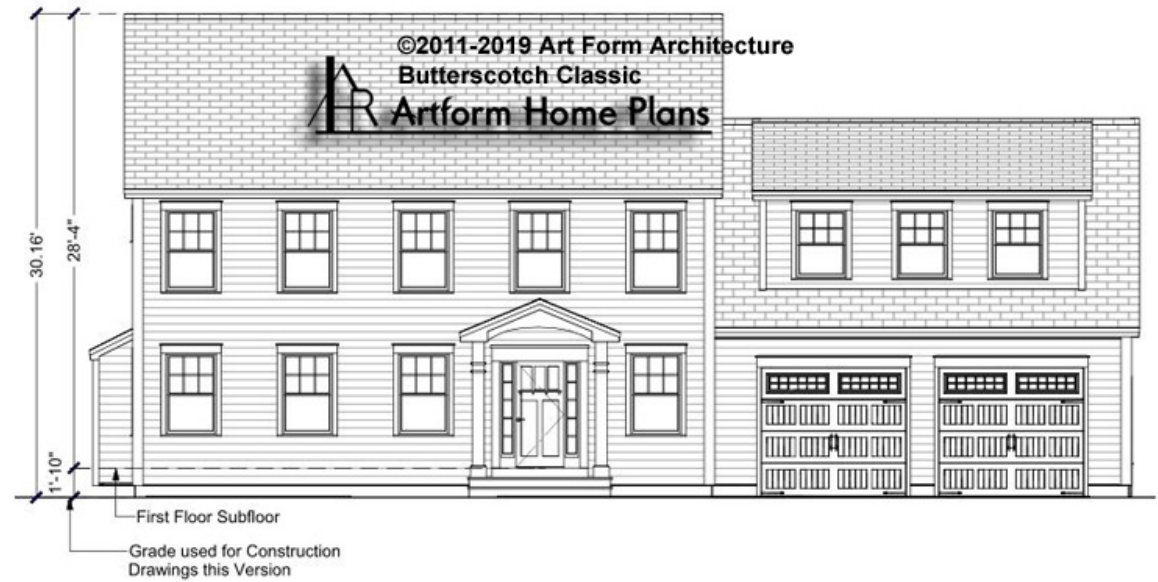 ©2011-2019 Art Form Architecture
Butterscotch Classic
AR Artform Home Plans
30.16'
28'-4"
1'-10"
First Floor Subfloor
Grade used for Construction
Drawings this Version